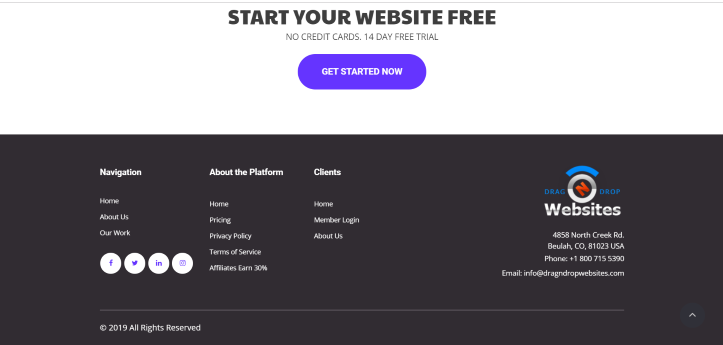 START YOUR WEBSITE FREE
NO CREDIT CARDS. 14 DAY FREE TRIAL
GET STARTED NOW
Navigation
Home
About Us
Our Work
About the Platform
Home
Pricing
Privacy Policy
Terms of Service
Affiliates Earn 30%
Clients
Home
Member Login
About Us
DRAG N DROP
Websites
4858 North Creek Rd.
Beulah, CO, 81023 USA
Phone: +1 800 715 5390
Email: info@dragndropwebsites.com
© 2019 All Rights Reserved